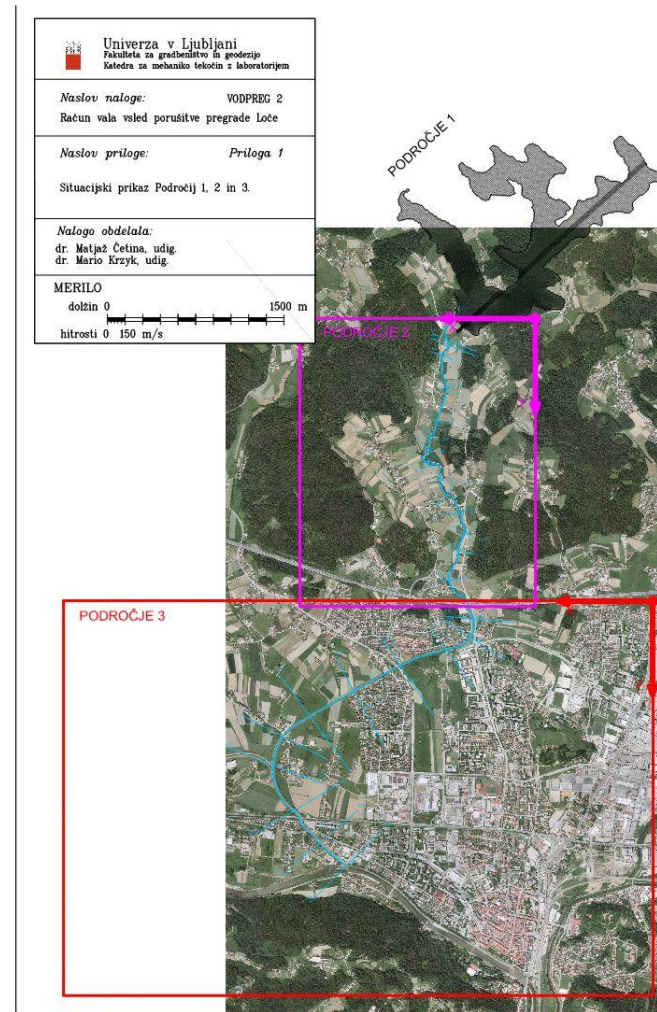 Univerza v Ljubljani
Fakulteta za gradbeništvo in geodezijo
Katedra za mehaniko tekočin z laboratorijem
Naslov naloge: VODPREG 2
Račun vala vsled porušitve pregrade Loče
Naslov priloge: Priloga 1
Situacijski prikaz Področij 1, 2 in 3.
Nalogo obdelala:
dr. Matjaž Četina, udig.
dr. Mario Krzyk, udig.
MERILO
dolžin 0 1500 m
hitrosti 0 150 m/s
PODROČJE 1
PODROČJE 2
PODROČJE 3